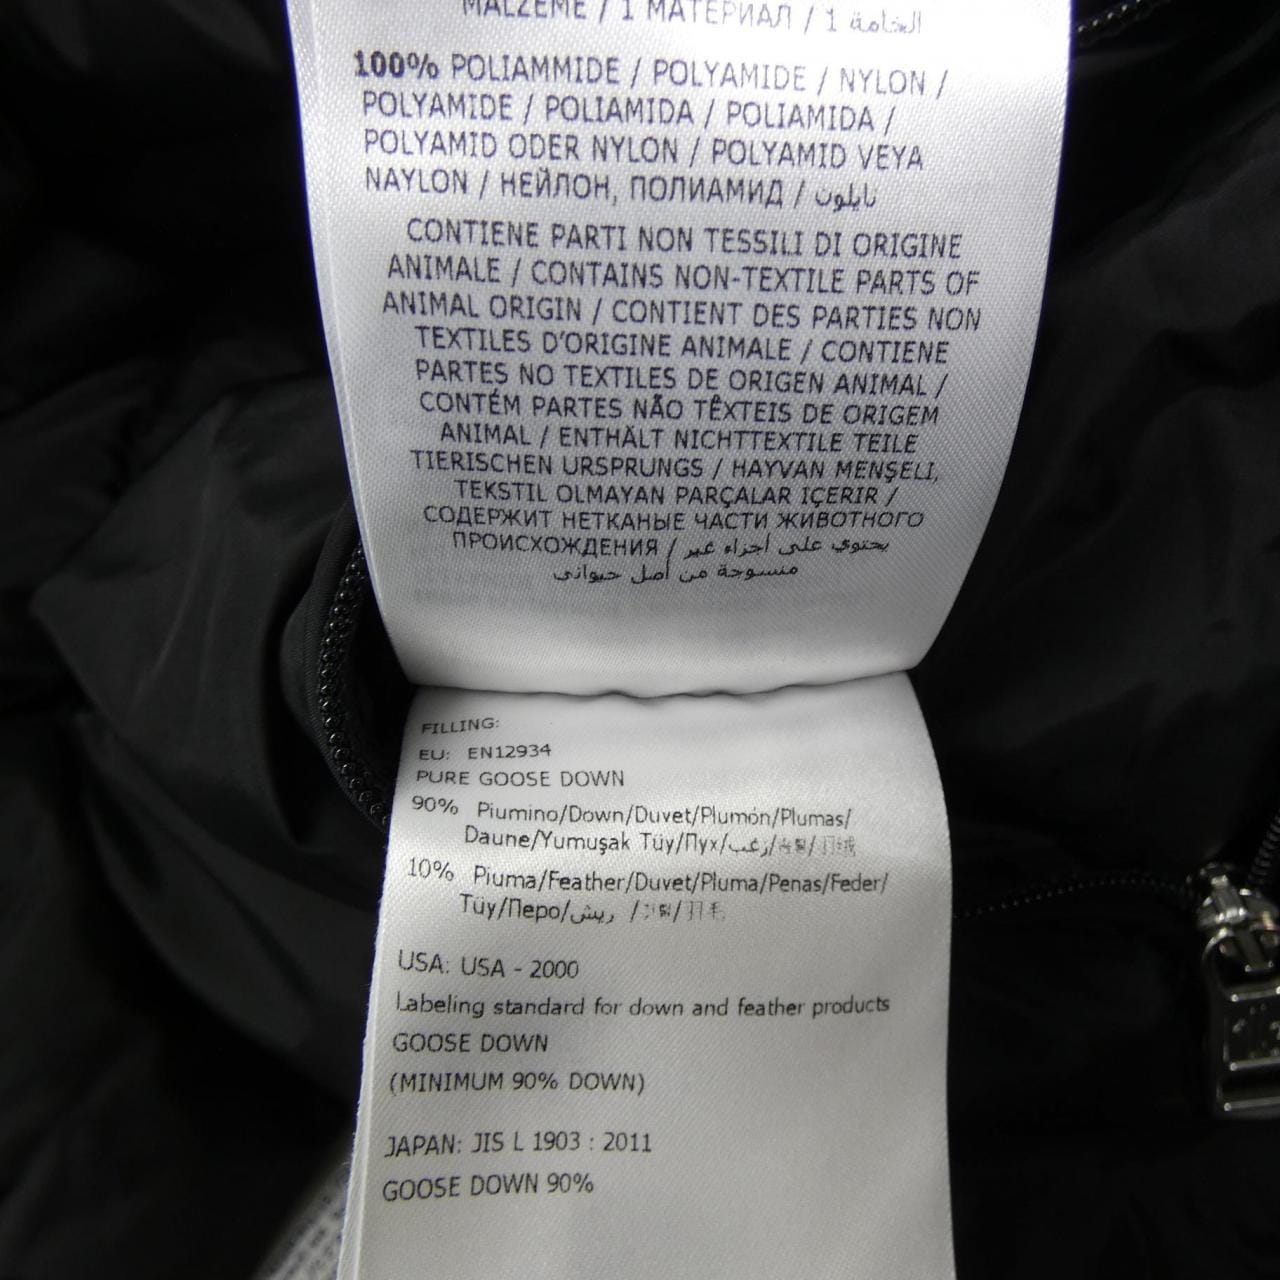 MALZEME / 1 МАТЕРИАЛ / 1 الخامة
100% POLIAMMIDE / POLYAMIDE / NYLON /
POLYAMIDE / POLIAMIDA / POLIAMIDA /
POLYAMID ODER NYLON / POLYAMID VEYA
NAYLON / НЕЙЛОН, ПОЛИАМИД / نايلون
CONTIENE PARTI NON TESSILI DI ORIGINE
ANIMALE / CONTAINS NON-TEXTILE PARTS OF
ANIMAL ORIGIN / CONTIENT DES PARTIES NON
TEXTILES D'ORIGINE ANIMALE / CONTIENE
PARTES NO TEXTILES DE ORIGEN ANIMAL /
CONTÉM PARTES NÃO TÊXTEIS DE ORIGEM
ANIMAL / ENTHÄLT NICHTTEXTILE TEILE
TIERISCHEN URSPRUNGS / HAYVAN MENŞELİ,
TEKSTIL OLMAYAN PARÇALAR IÇERIR /
СОДЕРЖИТ НЕТКАНЫЕ ЧАСТИ ЖИВОТНОГО
ПРОИСХОЖДЕНИЯ / يحتوي على اجزاء غير
منسوجة من أصل حيوانى
FILLING:
EU: EN12934
PURE GOOSE DOWN
90% Piumino/Down/Duvet/Plumón/Plumas/
Daune/Yumuşak Tüy/Пух/زغب/
10% Piuma/Feather/Duvet/Pluma/Penas/Feder/
Tüy/Перо/ريش /羽毛
USA: USA - 2000
Labeling standard for down and feather products
GOOSE DOWN
(MINIMUM 90% DOWN)
JAPAN: JIS L 1903 : 2011
GOOSE DOWN 90%